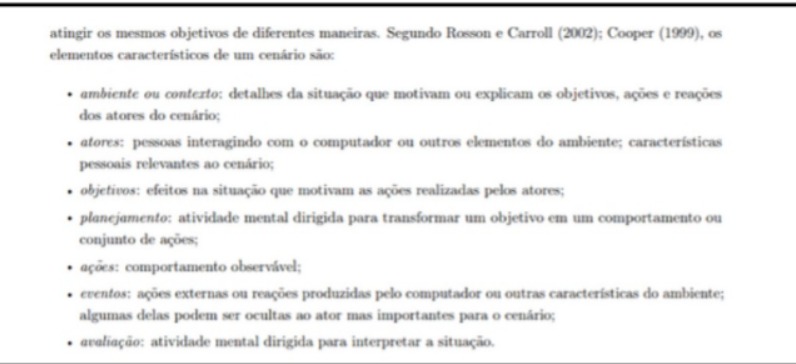 atingir os mesmos objetivos de diferentes maneiras. Segundo Rosson e Carroll (2002); Cooper (1999), os
elementos característicos de um cenário são:
• ambiente ou contexto: detalhes da situação que motivam ou explicam os objetivos, ações e reações
dos atores do cenário;
• atores: pessoas interagindo com o computador ou outros elementos do ambiente; características
pessoais relevantes ao cenário;
• objetivos: efeitos na situação que motivam as ações realizadas pelos atores;
• planejamento: atividade mental dirigida para transformar um objetivo em um comportamento ou
conjunto de ações;
• ações: comportamento observável;
• eventos: ações externas ou reações produzidas pelo computador ou outras características do ambiente;
algumas delas podem ser ocultas ao ator mas importantes para o cenário;
• avaliação: atividade mental dirigida para interpretar a situação.